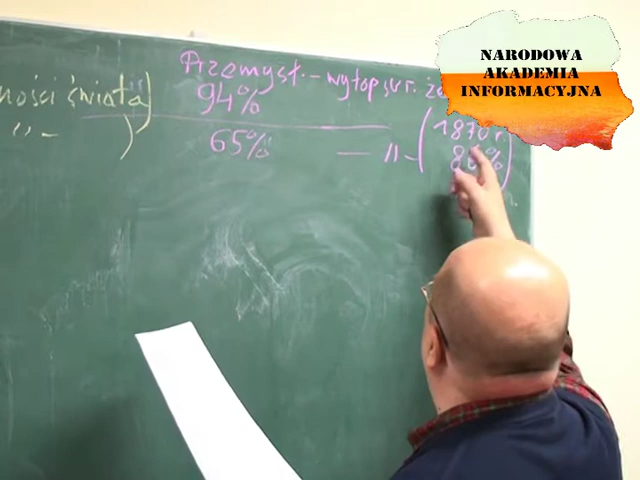 NARODOWA
AKADEMIA
INFORMACYJNA
Przemysł. – wytop sur.
ności świata)
94%
1870 r.
65% — „ – (
– „ – )